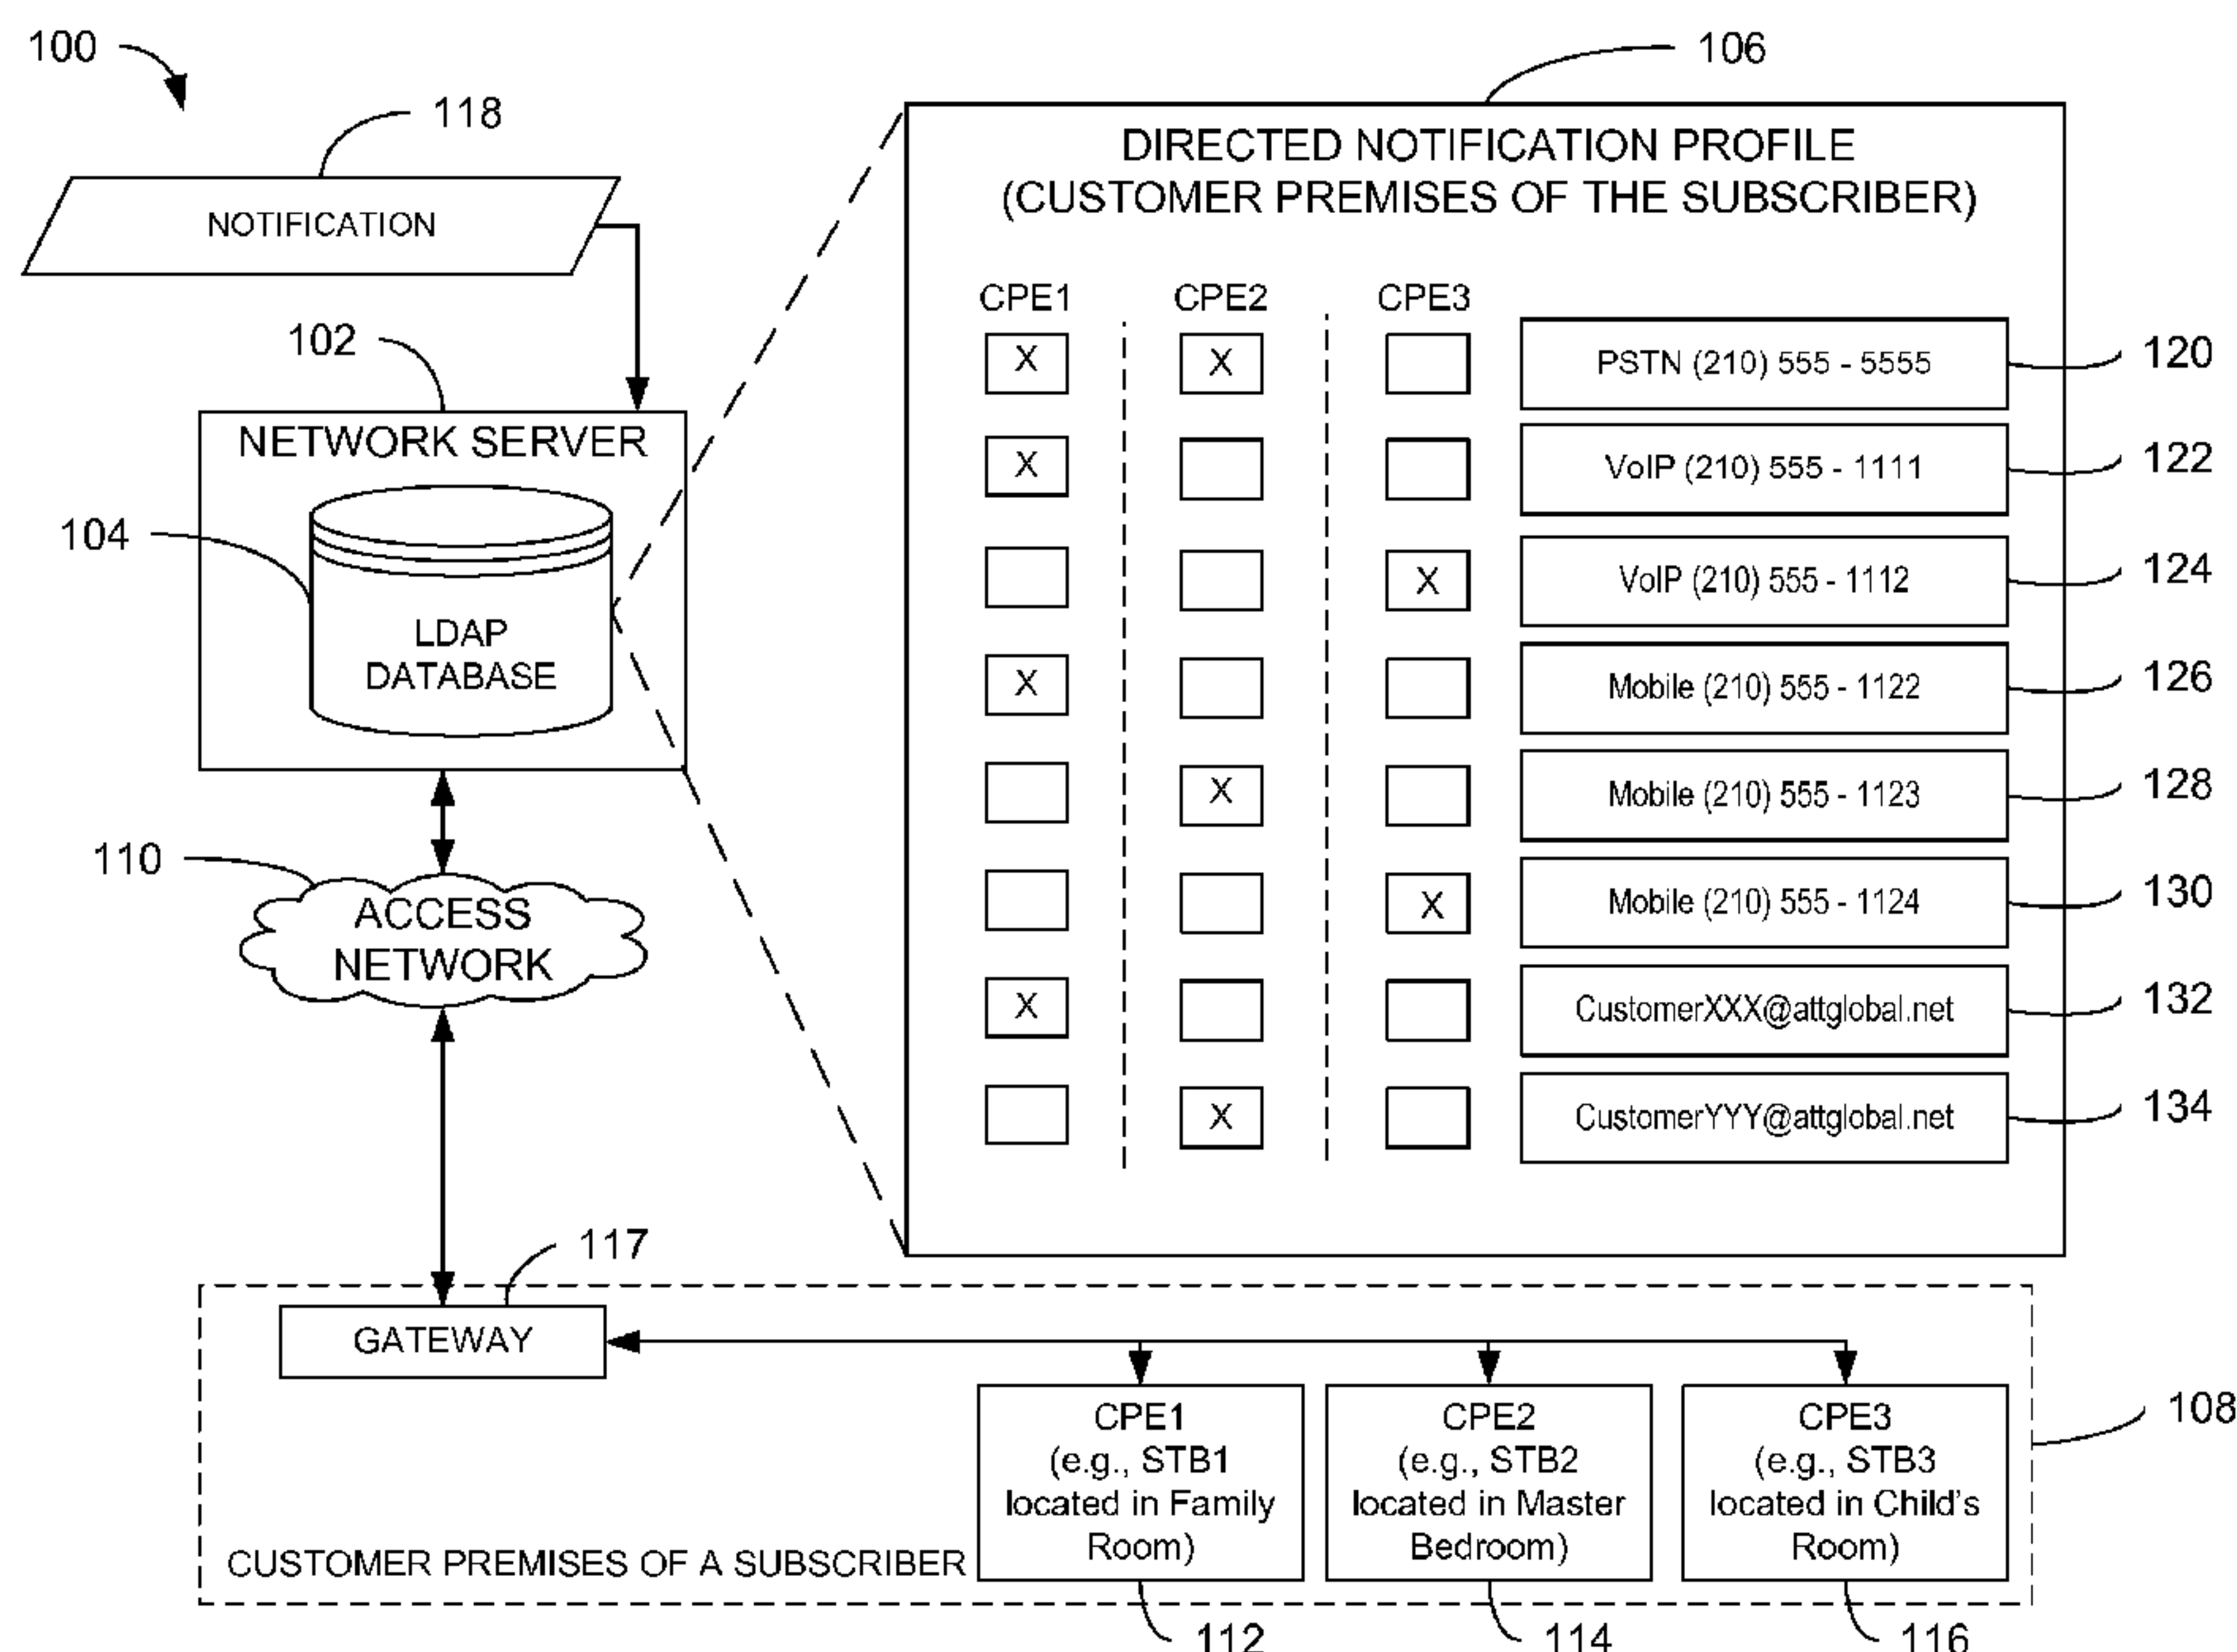 100
118
NOTIFICATION
102
NETWORK SERVER
104
LDAP
DATABASE
110
ACCESS
NETWORK
106
DIRECTED NOTIFICATION PROFILE
(CUSTOMER PREMISES OF THE SUBSCRIBER)
CPE1 CPE2 CPE3
X X PSTN (210) 555 - 5555 120
X VoIP (210) 555 - 1111 122
X VoIP (210) 555 - 1112 124
X Mobile (210) 555 - 1122 126
X Mobile (210) 555 - 1123 128
X Mobile (210) 555 - 1124 130
X CustomerXXX@attglobal.net 132
X CustomerYYY@attglobal.net 134
117
GATEWAY
CUSTOMER PREMISES OF A SUBSCRIBER
CPE1
(e.g., STB1
located in Family
Room)
CPE2
(e.g., STB2
located in Master
Bedroom)
CPE3
(e.g., STB3
located in Child's
Room)
108
112
114
116